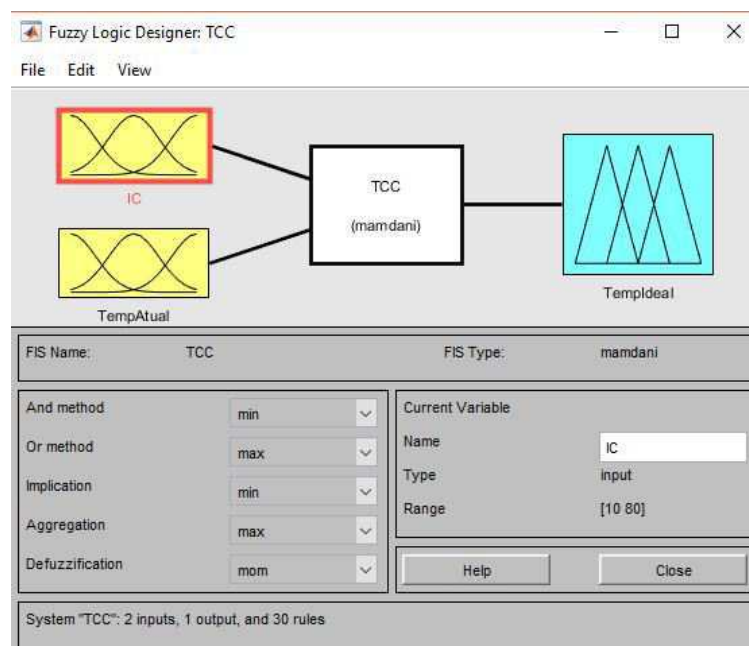 Fuzzy Logic Designer: TCC
File Edit View
IC
TempAtual
TCC
(mamdani)
TempIdeal
FIS Name: TCC FIS Type: mamdani
And method min
Or method max
Implication min
Aggregation max
Defuzzification mom
Current Variable
Name IC
Type input
Range [10 80]
Help Close
System "TCC": 2 inputs, 1 output, and 30 rules